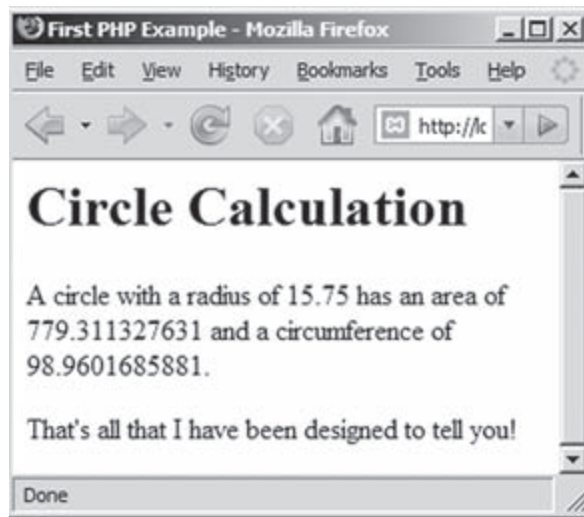 First PHP Example - Mozilla Firefox
File Edit View History Bookmarks Tools Help
http://lc
Circle Calculation
A circle with a radius of 15.75 has an area of
779.311327631 and a circumference of
98.9601685881.
That's all that I have been designed to tell you!
Done